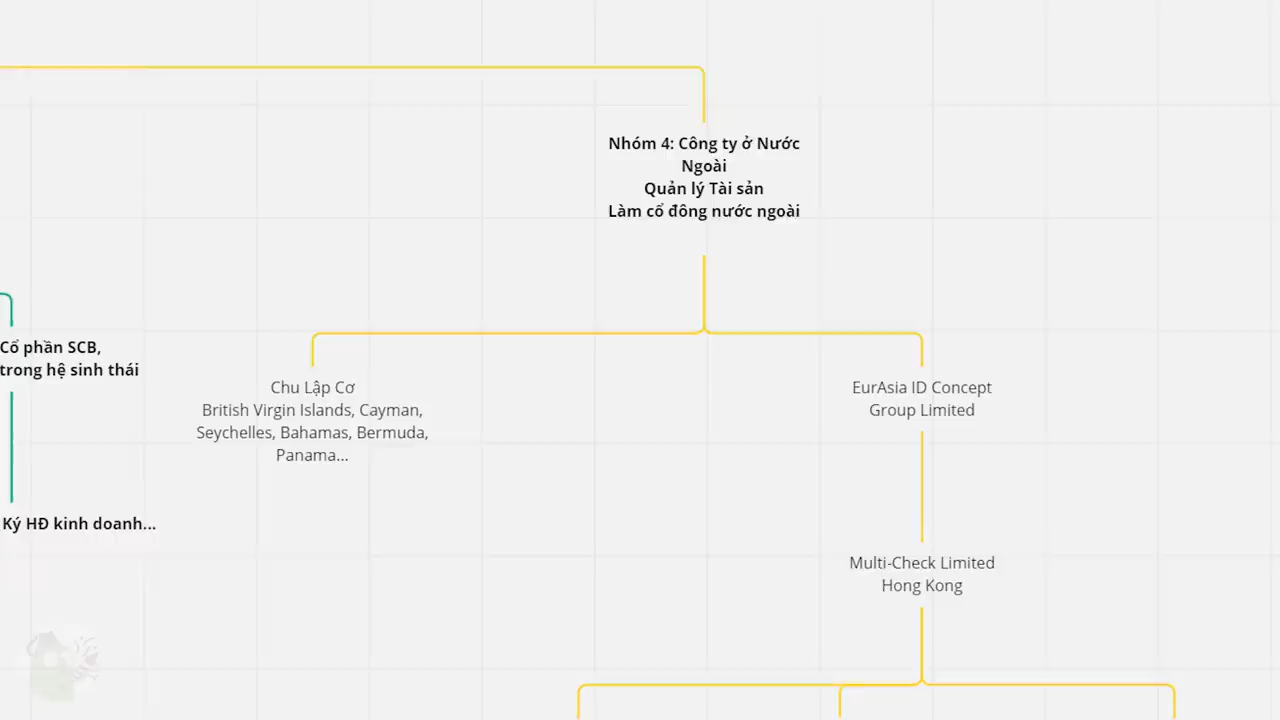 Nhóm 4: Công ty ở Nước
Ngoài
Quản lý Tài sản
Làm cổ đông nước ngoài
Cổ phần SCB,
trong hệ sinh thái
Chu Lập Cơ
British Virgin Islands, Cayman,
Seychelles, Bahamas, Bermuda,
Panama...
EurAsia ID Concept
Group Limited
Ký HĐ kinh doanh...
Multi-Check Limited
Hong Kong